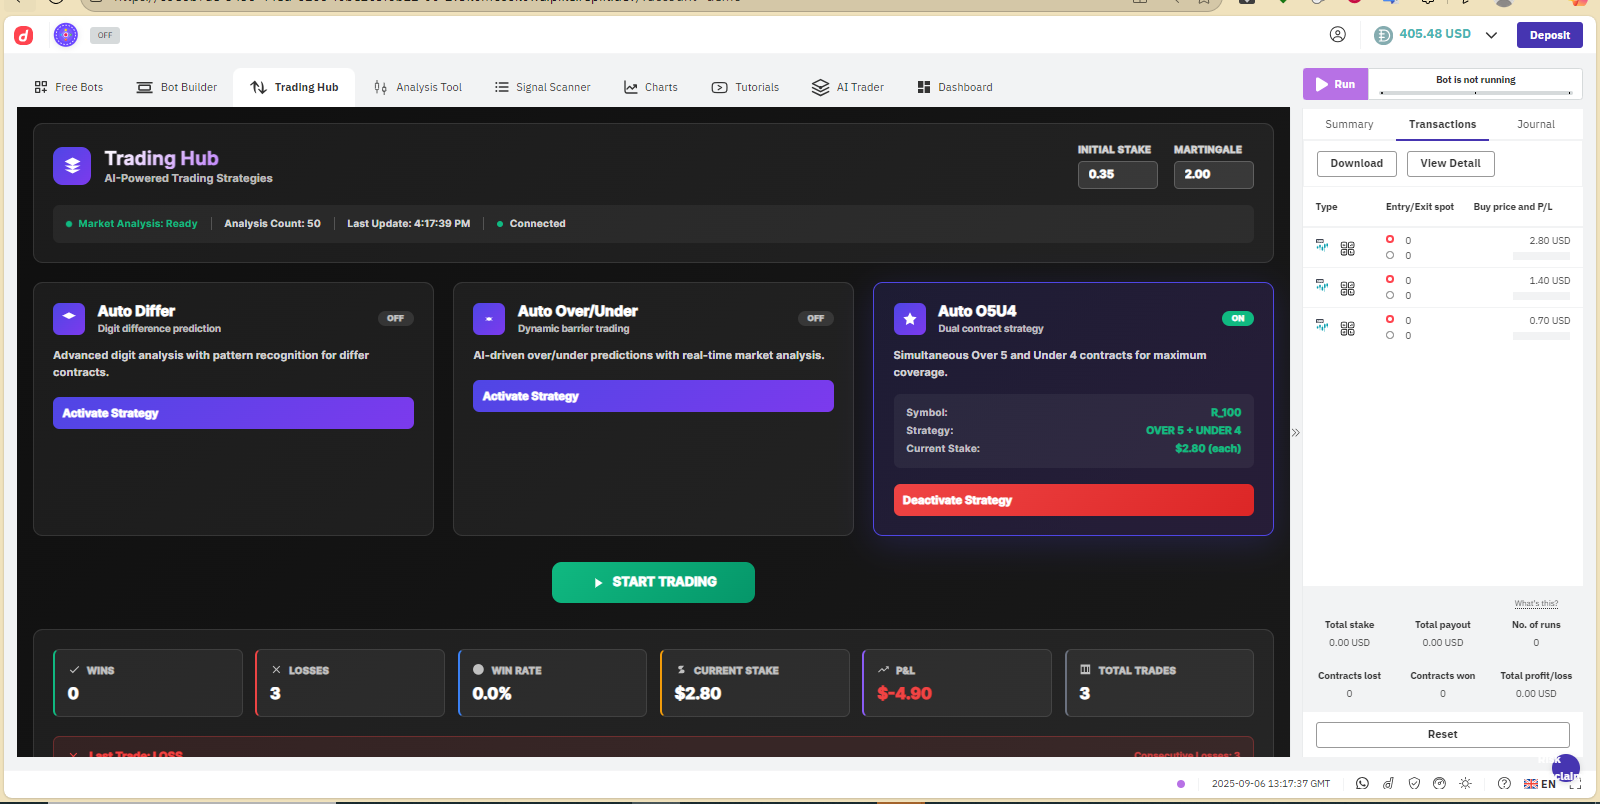 OFF
405.48 USD
Deposit
Free Bots
Bot Builder
Trading Hub
Analysis Tool
Signal Scanner
Charts
Tutorials
AI Trader
Dashboard
Run
Bot is not running
Trading Hub
AI-Powered Trading Strategies
INITIAL STAKE
MARTINGALE
0.35
2.00
Market Analysis: Ready
Analysis Count: 50
Last Update: 4:17:39 PM
Connected
Auto Differ
Digit difference prediction
OFF
Advanced digit analysis with pattern recognition for differ
contracts.
Activate Strategy
Auto Over/Under
Dynamic barrier trading
OFF
AI-driven over/under predictions with real-time market analysis.
Activate Strategy
Auto O5U4
Dual contract strategy
ON
Simultaneous Over 5 and Under 4 contracts for maximum
coverage.
Symbol: R_100
Strategy: OVER 5 + UNDER 4
Current Stake: $2.80 (each)
Deactivate Strategy
START TRADING
WINS
0
LOSSES
3
WIN RATE
0.0%
CURRENT STAKE
$2.80
P&L
$-4.90
TOTAL TRADES
3
Last Trade: LOSS
Consecutive Losses: 3
Summary
Transactions
Journal
Download
View Detail
Type
Entry/Exit spot
Buy price and P/L
0
0
2.80 USD
0
0
1.40 USD
0
0
0.70 USD
What's this?
Total stake
0.00 USD
Total payout
0.00 USD
No. of runs
0
Contracts lost
0
Contracts won
0
Total profit/loss
0.00 USD
Reset
2025-09-06 13:17:37 GMT
EN